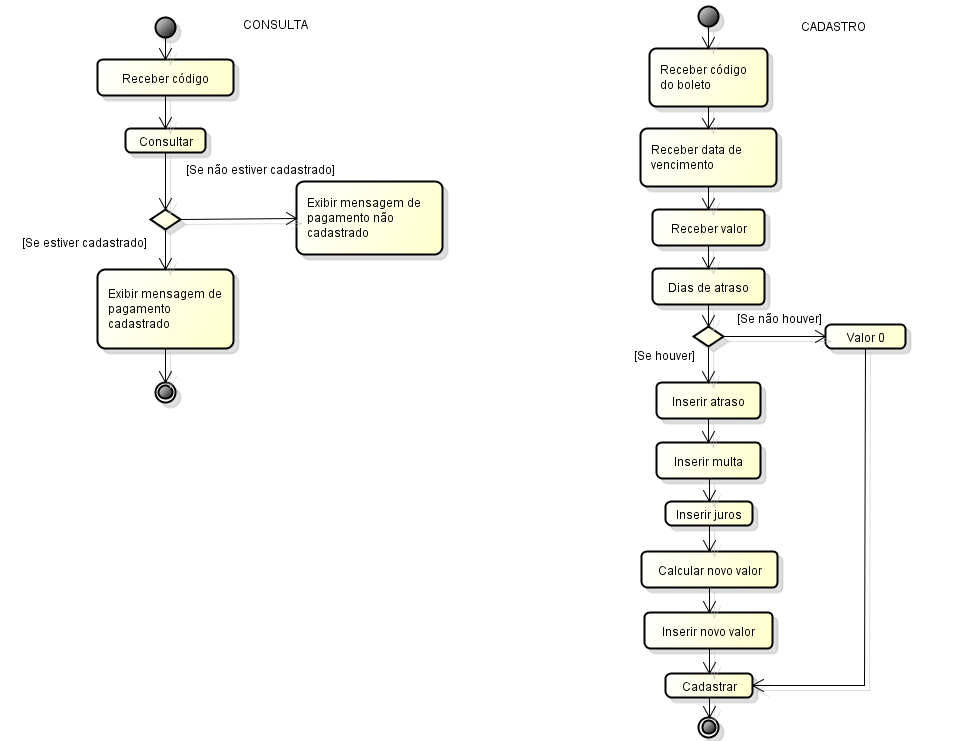 CONSULTA
Receber código
Consultar
[Se não estiver cadastrado]
Exibir mensagem de
pagamento não
cadastrado
[Se estiver cadastrado]
Exibir mensagem de
pagamento
cadastrado
CADASTRO
Receber código
do boleto
Receber data de
vencimento
Receber valor
Dias de atraso
[Se não houver]
Valor 0
[Se houver]
Inserir atraso
Inserir multa
Inserir juros
Calcular novo valor
Inserir novo valor
Cadastrar